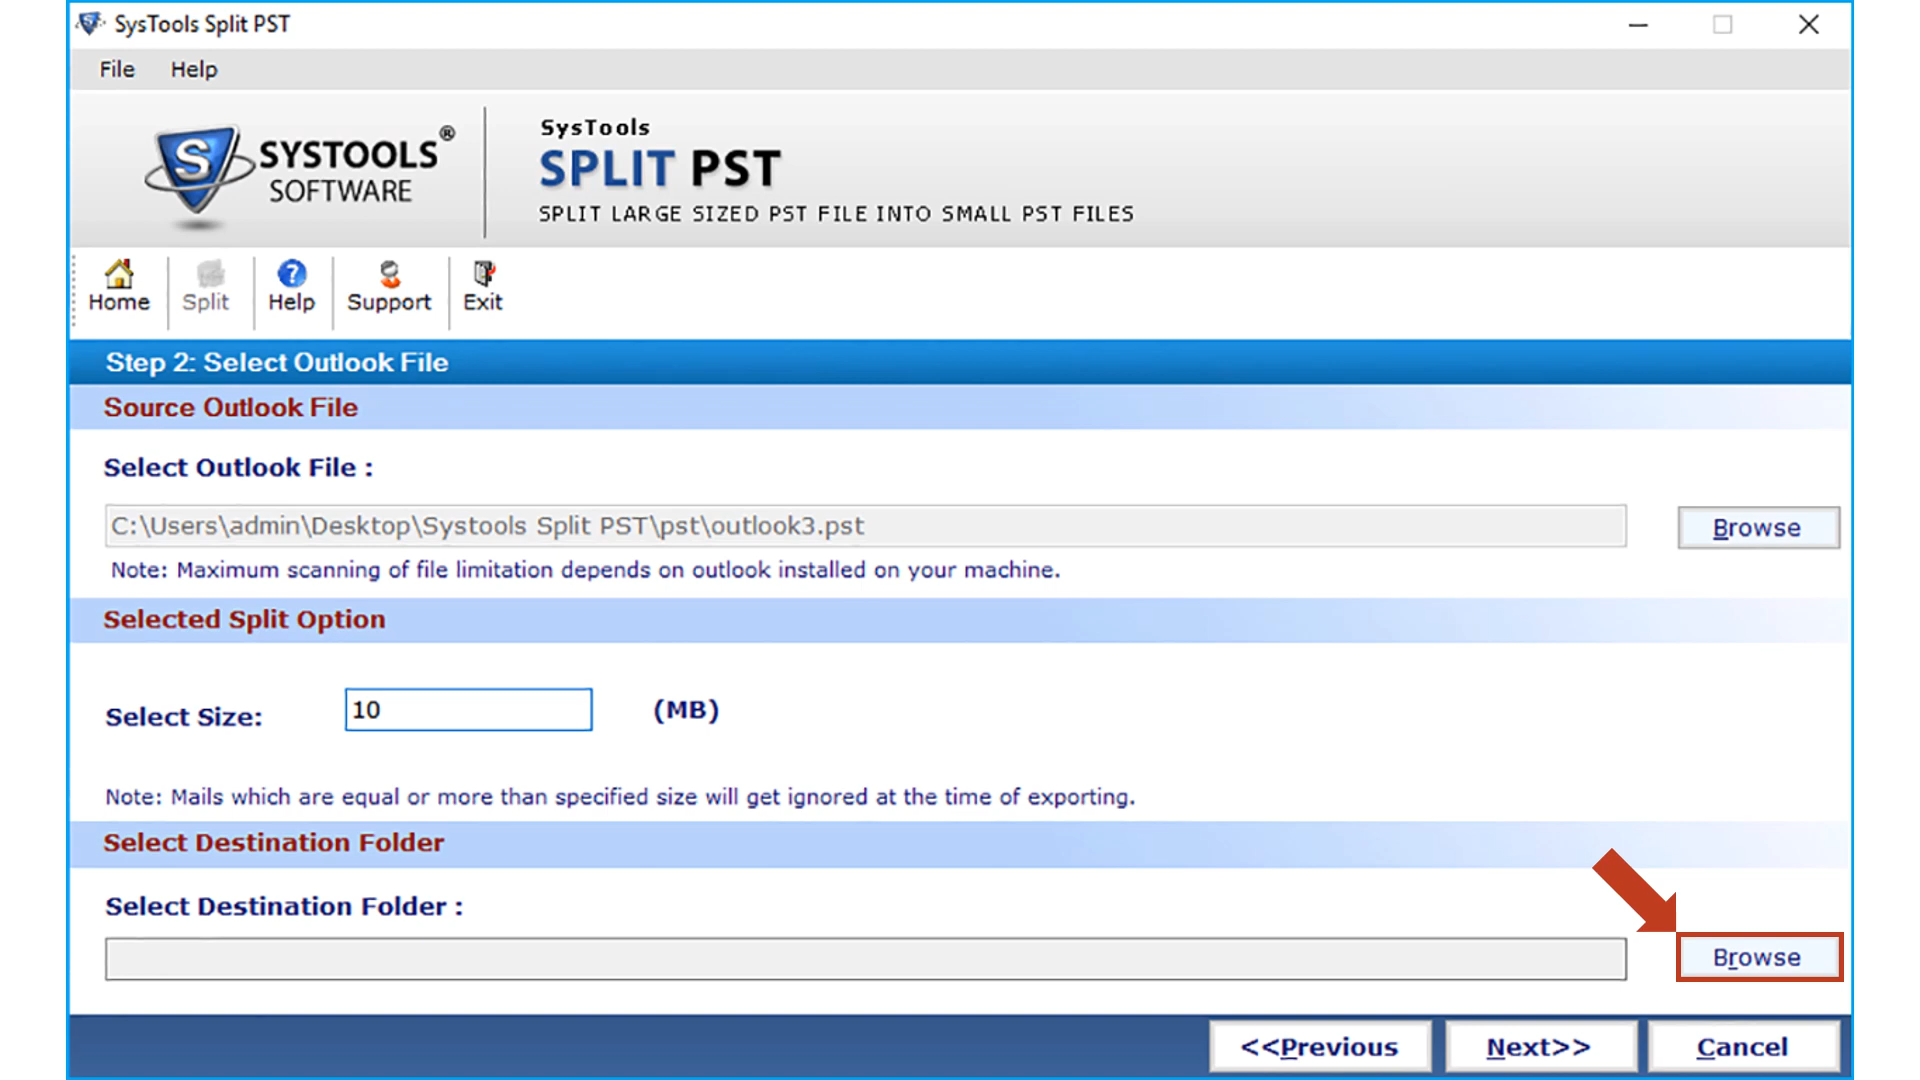 SysTools Split PST
File Help
SYSTOOLS®
SOFTWARE
SysTools
SPLIT PST
SPLIT LARGE SIZED PST FILE INTO SMALL PST FILES
Home Split Help Support Exit
Step 2: Select Outlook File
Source Outlook File
Select Outlook File :
C:\Users\admin\Desktop\Systools Split PST\pst\outlook3.pst Browse
Note: Maximum scanning of file limitation depends on outlook installed on your machine.
Selected Split Option
Select Size: 10 (MB)
Note: Mails which are equal or more than specified size will get ignored at the time of exporting.
Select Destination Folder
Select Destination Folder :
Browse
<<Previous Next>> Cancel